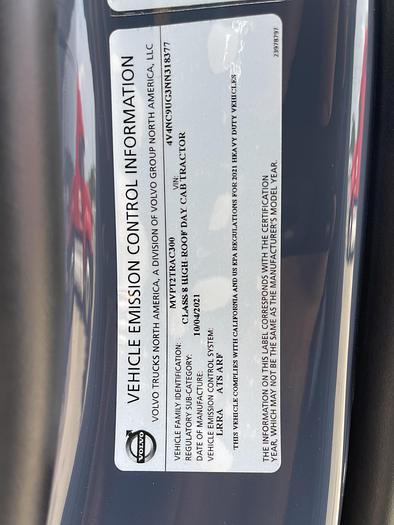 VEHICLE EMISSION CONTROL INFORMATION
VOLVO TRUCKS NORTH AMERICA, A DIVISION OF VOLVO GROUP NORTH AMERICA, LLC
VOLVO
VEHICLE FAMILY IDENTIFICATION: MVPT2TRAC300 VIN: 4V4NC9UG3NN318377
REGULATORY SUB-CATEGORY: CLASS 8 HIGH ROOF DAY CAB TRACTOR
DATE OF MANUFACTURE: 10/04/2021
VEHICLE EMISSION CONTROL SYSTEM:
LRRA ATS ARF
THIS VEHICLE COMPLIES WITH CALIFORNIA AND US EPA REGULATIONS FOR 2021 HEAVY DUTY VEHICLES
THE INFORMATION ON THIS LABEL CORRESPONDS WITH THE CERTIFICATION
YEAR, WHICH MAY NOT BE THE SAME AS THE MANUFACTURER'S MODEL YEAR.
23978797